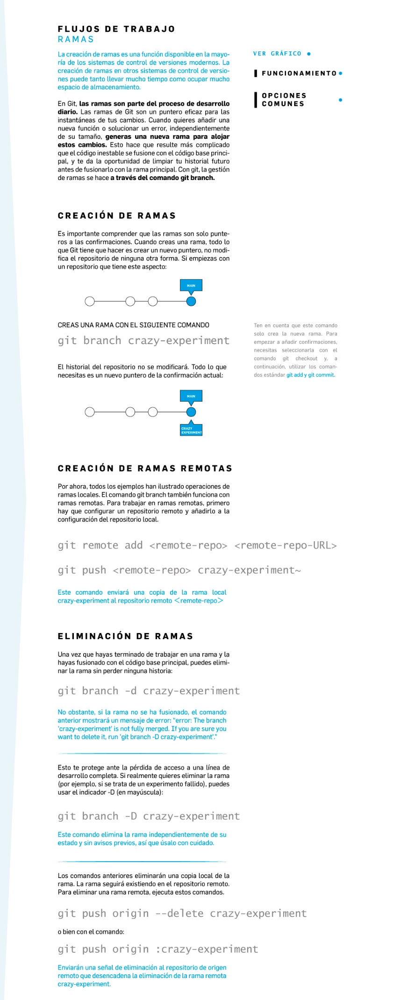 FLUJOS DE TRABAJO
RAMAS
La creación de ramas es una función disponible en la mayo-
ría de los sistemas de control de versiones modernos. La
creación de ramas en otros sistemas de control de versio-
nes puede tanto llevar mucho tiempo como ocupar mucho
espacio de almacenamiento.
VER GRÁFICO
FUNCIONAMIENTO
OPCIONES
COMUNES
En Git, las ramas son parte del proceso de desarrollo
diario. Las ramas de Git son un puntero eficaz para las
instantáneas de tus cambios. Cuando quieres añadir una
nueva función o solucionar un error, independientemente
de su tamaño, generas una nueva rama para alojar
estos cambios. Esto hace que resulte más complicado
que el código inestable se fusione con el código base princi-
pal, y te da la oportunidad de limpiar tu historial futuro
antes de fusionarlo con la rama principal. Con git, la gestión
de ramas se hace a través del comando git branch.
CREACIÓN DE RAMAS
Es importante comprender que las ramas son solo punte-
ros a las confirmaciones. Cuando creas una rama, todo lo
que Git tiene que hacer es crear un nuevo puntero, no modi-
fica el repositorio de ninguna otra forma. Si empiezas con
un repositorio que tiene este aspecto:
MAIN
CREAS UNA RAMA CON EL SIGUIENTE COMANDO
git branch crazy-experiment
Ten en cuenta que este comando
solo crea la nueva rama. Para
empezar a añadir confirmaciones,
necesitas seleccionarla con el
comando git checkout y, a
continuación, utilizar los coman-
dos estándar git add y git commit.
El historial del repositorio no se modificará. Todo lo que
necesitas es un nuevo puntero de la confirmación actual:
MAIN
CRAZY
EXPERIMENT
CREACIÓN DE RAMAS REMOTAS
Por ahora, todos los ejemplos han ilustrado operaciones de
ramas locales. El comando git branch también funciona con
ramas remotas. Para trabajar en ramas remotas, primero
hay que configurar un repositorio remoto y añadirlo a la
configuración del repositorio local.
git remote add <remote-repo> <remote-repo-URL>
git push <remote-repo> crazy-experiment~
Este comando enviará una copia de la rama local
crazy-experiment al repositorio remoto <remote-repo>
ELIMINACIÓN DE RAMAS
Una vez que hayas terminado de trabajar en una rama y la
hayas fusionado con el código base principal, puedes elimi-
nar la rama sin perder ninguna historia:
git branch -d crazy-experiment
No obstante, si la rama no se ha fusionado, el comando
anterior mostrará un mensaje de error: "error: The branch
'crazy-experiment' is not fully merged. If you are sure you
want to delete it, run 'git branch -D crazy-experiment'."
Esto te protege ante la pérdida de acceso a una línea de
desarrollo completa. Si realmente quieres eliminar la rama
(por ejemplo, si se trata de un experimento fallido), puedes
usar el indicador -D (en mayúscula):
git branch -D crazy-experiment
Este comando elimina la rama independientemente de su
estado y sin avisos previos, así que úsalo con cuidado.
Los comandos anteriores eliminarán una copia local de la
rama. La rama seguirá existiendo en el repositorio remoto.
Para eliminar una rama remota, ejecuta estos comandos.
git push origin --delete crazy-experiment
o bien con el comando:
git push origin :crazy-experiment
Enviarán una señal de eliminación al repositorio de origen
remoto que desencadena la eliminación de la rama remota
crazy-experiment.